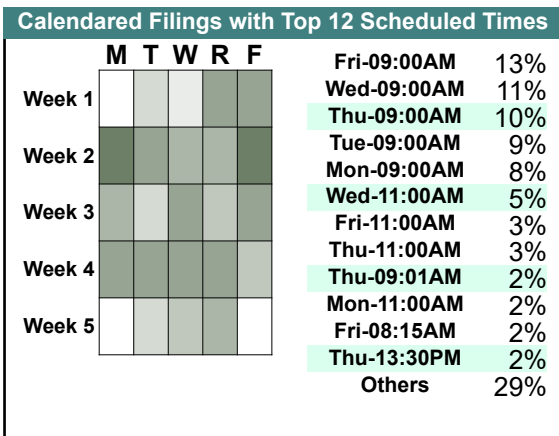 Calendared Filings with Top 12 Scheduled Times
M T W R F
Week 1
Week 2
Week 3
Week 4
Week 5
Fri-09:00AM 13%
Wed-09:00AM 11%
Thu-09:00AM 10%
Tue-09:00AM 9%
Mon-09:00AM 8%
Wed-11:00AM 5%
Fri-11:00AM 3%
Thu-11:00AM 3%
Thu-09:01AM 2%
Mon-11:00AM 2%
Fri-08:15AM 2%
Thu-13:30PM 2%
Others 29%